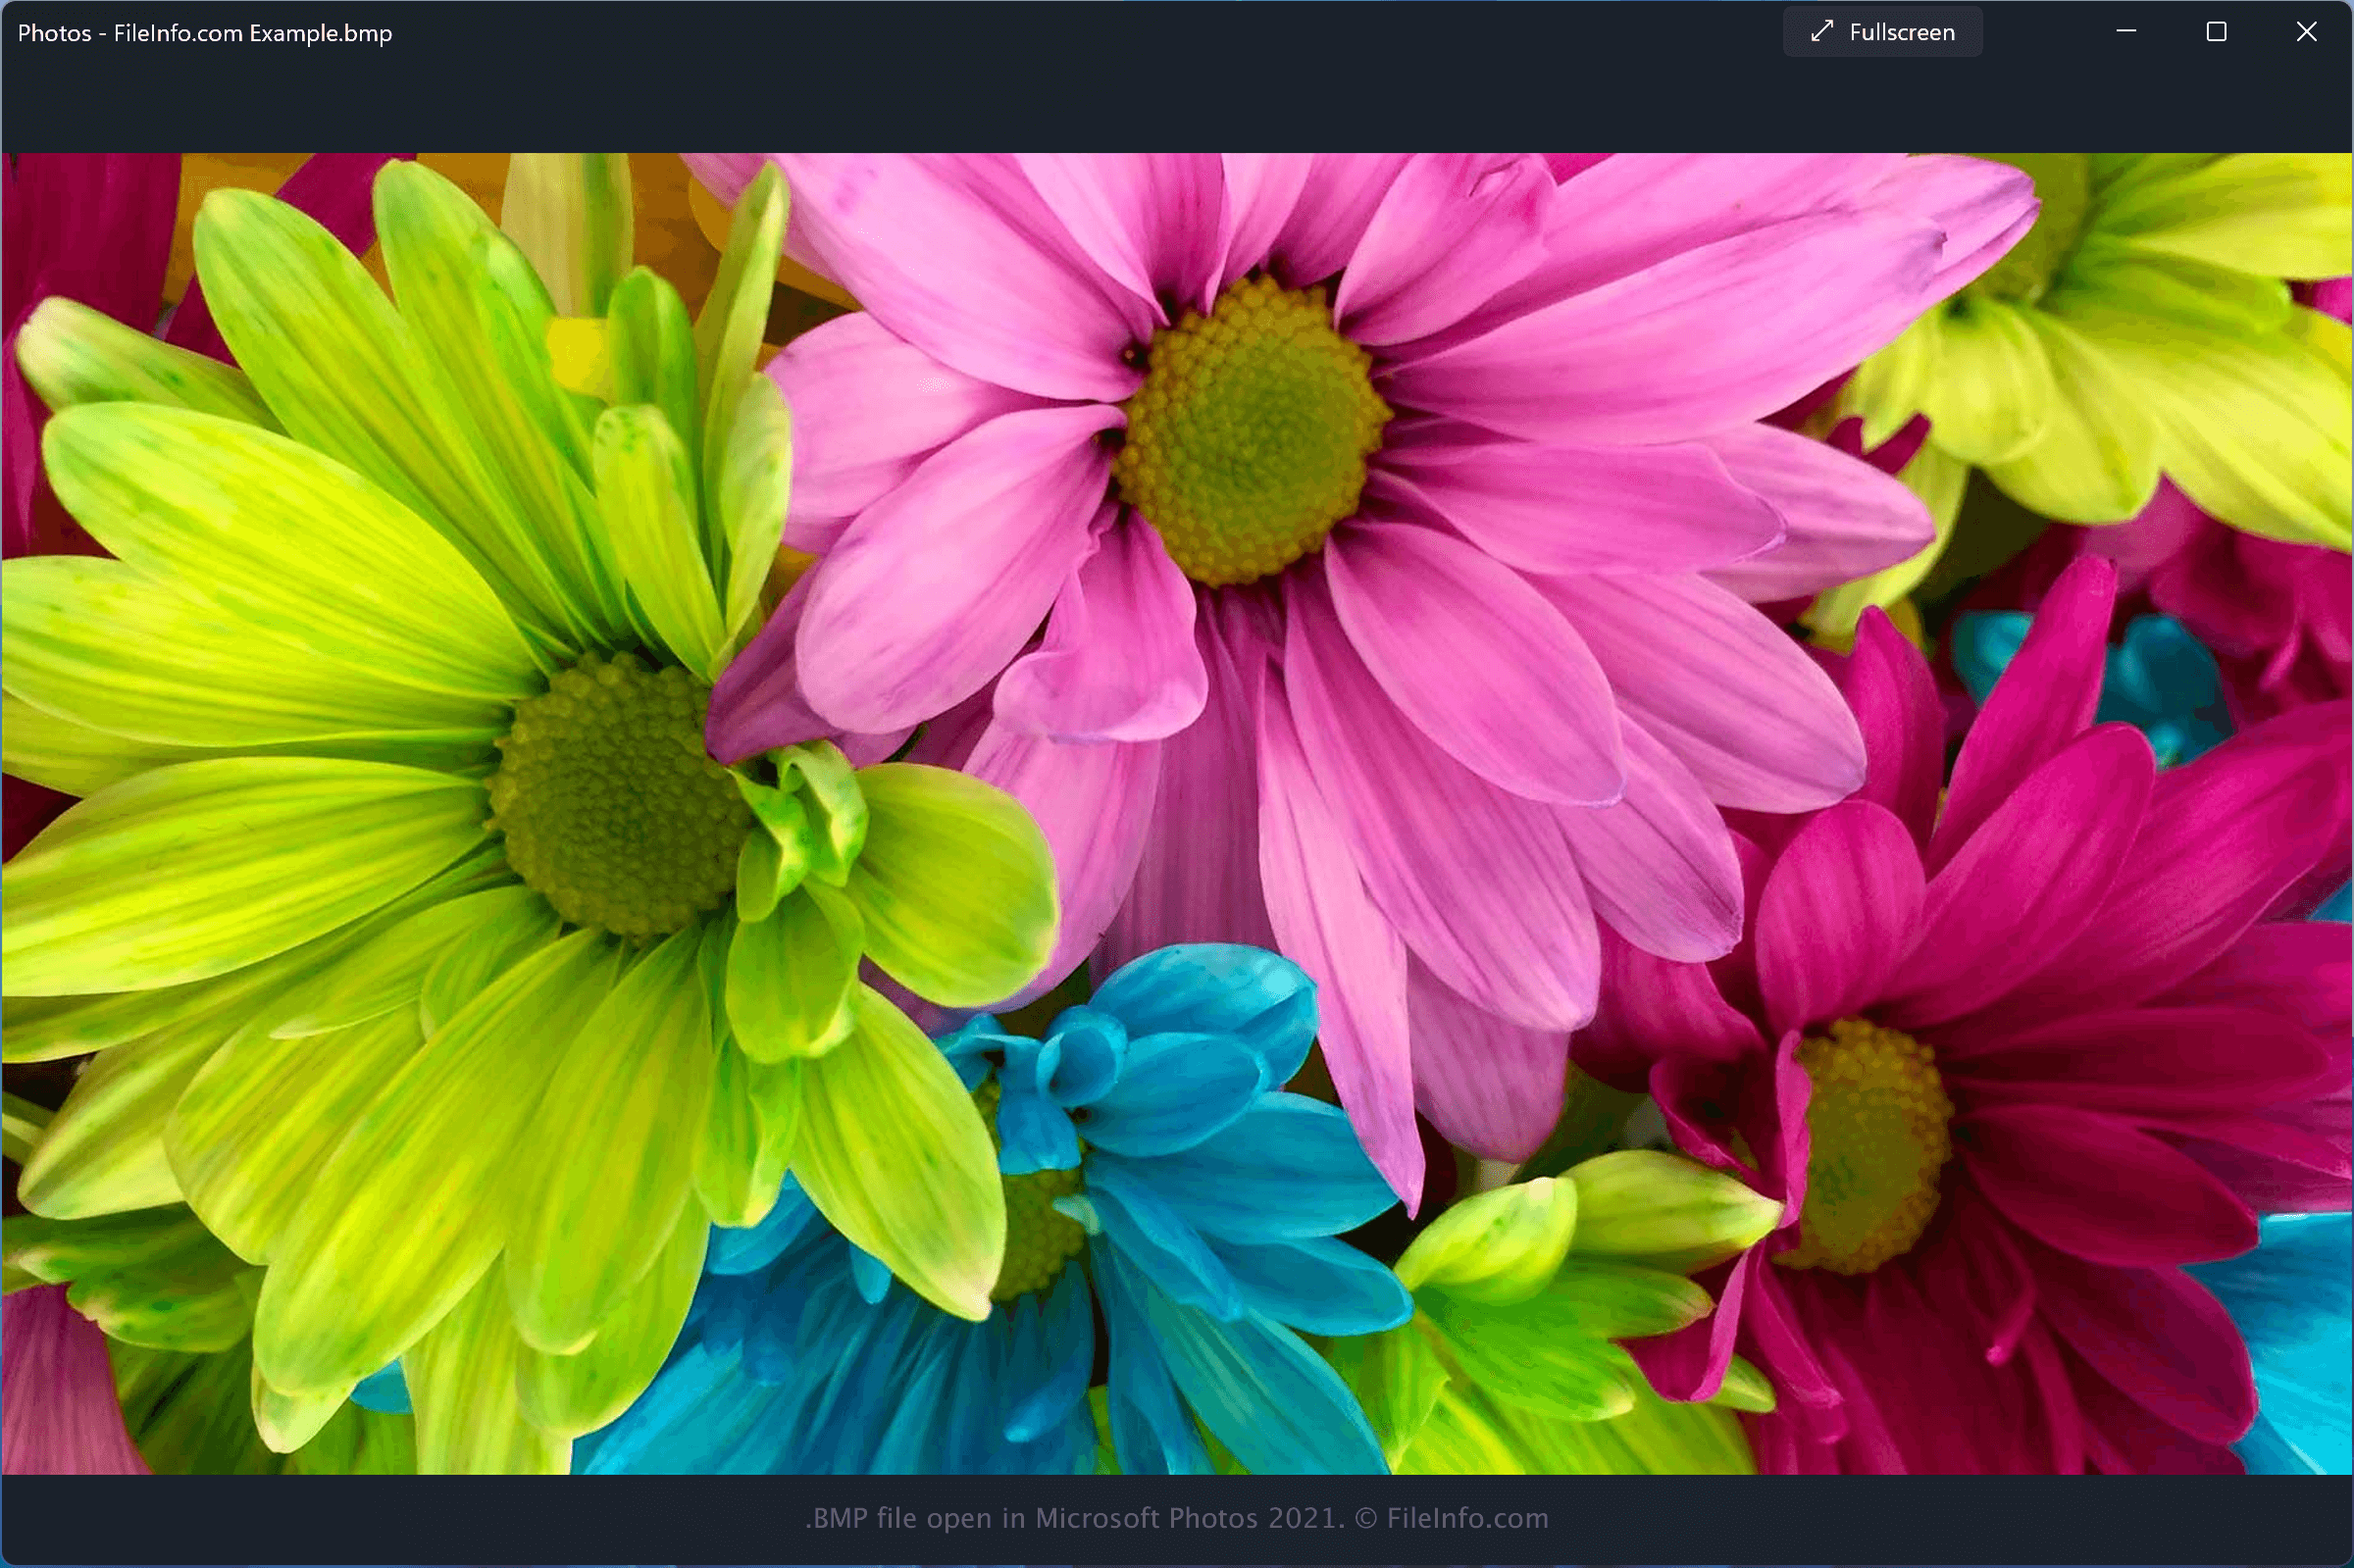 Photos - FileInfo.com Example.bmp
Fullscreen
.BMP file open in Microsoft Photos 2021. © FileInfo.com